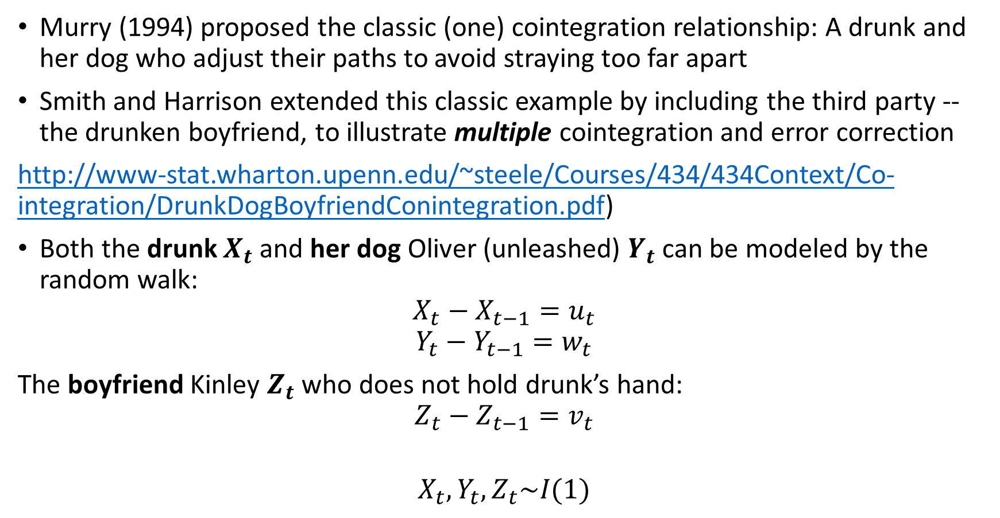 • Murry (1994) proposed the classic (one) cointegration relationship: A drunk and
her dog who adjust their paths to avoid straying too far apart
• Smith and Harrison extended this classic example by including the third party --
the drunken boyfriend, to illustrate multiple cointegration and error correction
http://www-stat.wharton.upenn.edu/~steele/Courses/434/434Context/Co-
integration/DrunkDogBoyfriendConintegration.pdf)
• Both the drunk X_t and her dog Oliver (unleashed) Y_t can be modeled by the
random walk:
X_t − X_{t−1} = u_t
Y_t − Y_{t−1} = w_t
The boyfriend Kinley Z_t who does not hold drunk’s hand:
Z_t − Z_{t−1} = v_t
X_t, Y_t, Z_t~I(1)